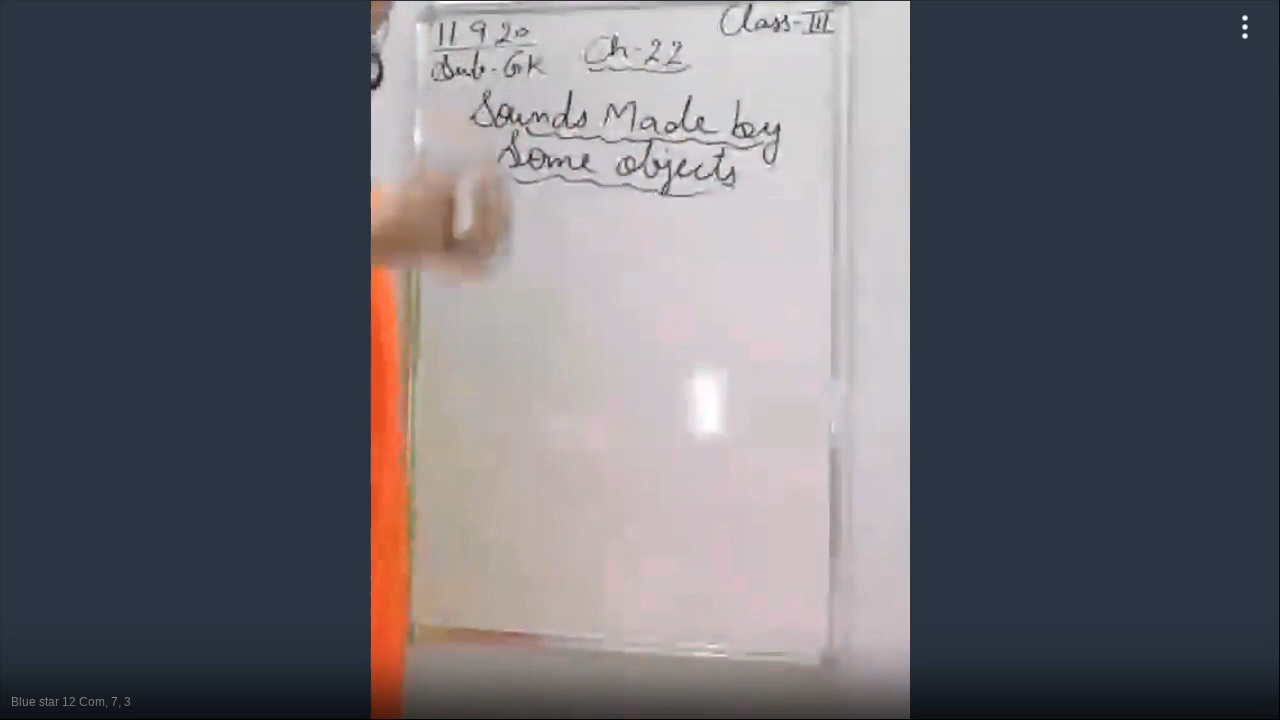 11 9 20
Class-III
Sub-GK
Ch-22
Sounds Made by
Some objects
Blue star 12 Com, 7, 3